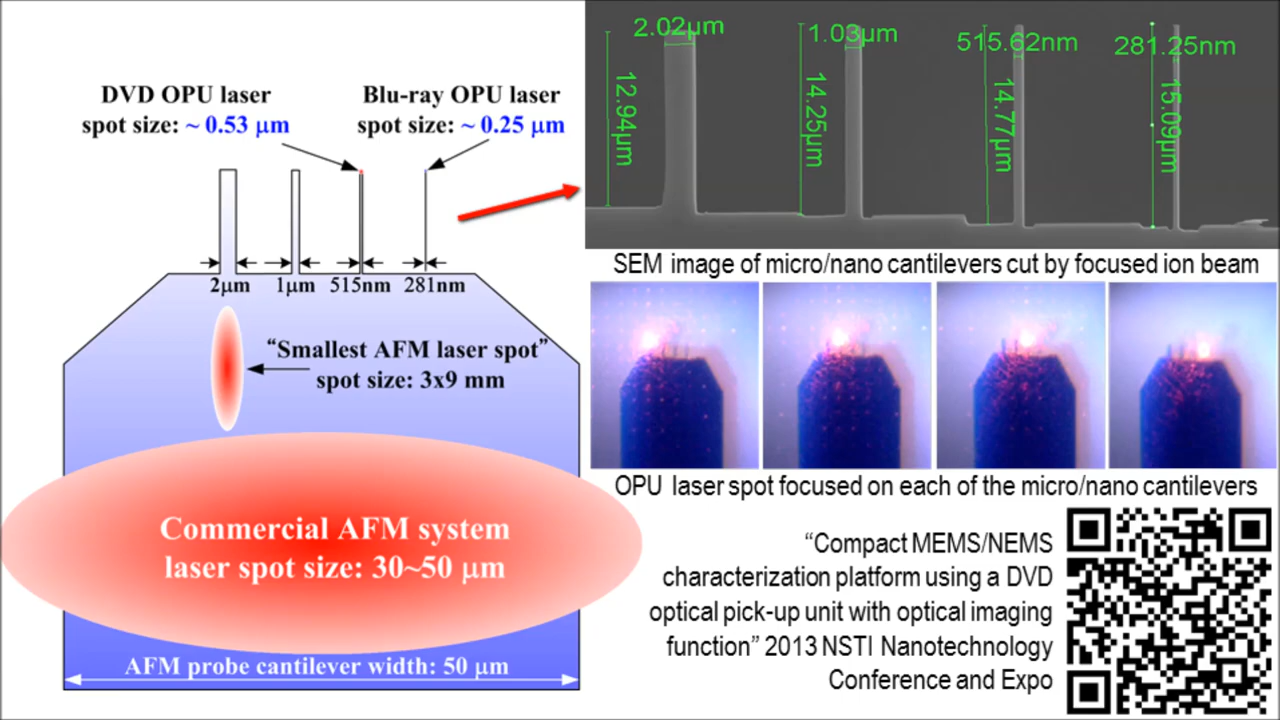 DVD OPU laser
spot size: ~ 0.53 µm
Blu-ray OPU laser
spot size: ~ 0.25 µm
2µm
1µm
515nm
281nm
“Smallest AFM laser spot”
spot size: 3x9 mm
Commercial AFM system
laser spot size: 30~50 µm
AFM probe cantilever width: 50 µm
2.02µm
1.03µm
515.62nm
281.25nm
12.94µm
14.25µm
14.77µm
15.09µm
SEM image of micro/nano cantilevers cut by focused ion beam
OPU laser spot focused on each of the micro/nano cantilevers
“Compact MEMS/NEMS
characterization platform using a DVD
optical pick-up unit with optical imaging
function” 2013 NSTI Nanotechnology
Conference and Expo